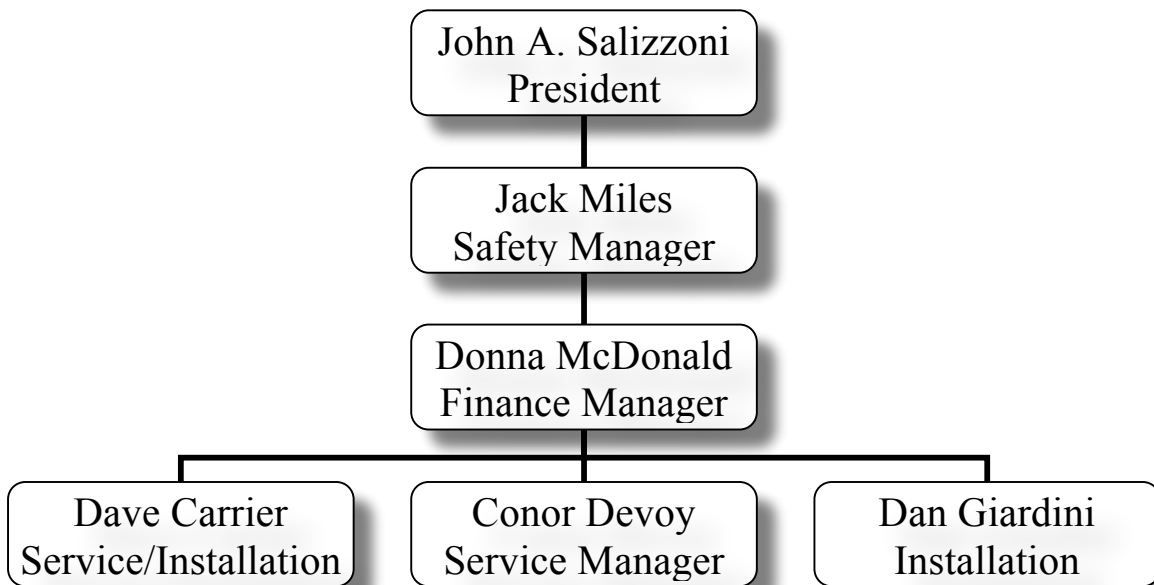 John A. Salizzoni
President
Jack Miles
Safety Manager
Donna McDonald
Finance Manager
Dave Carrier
Service/Installation
Conor Devoy
Service Manager
Dan Giardini
Installation